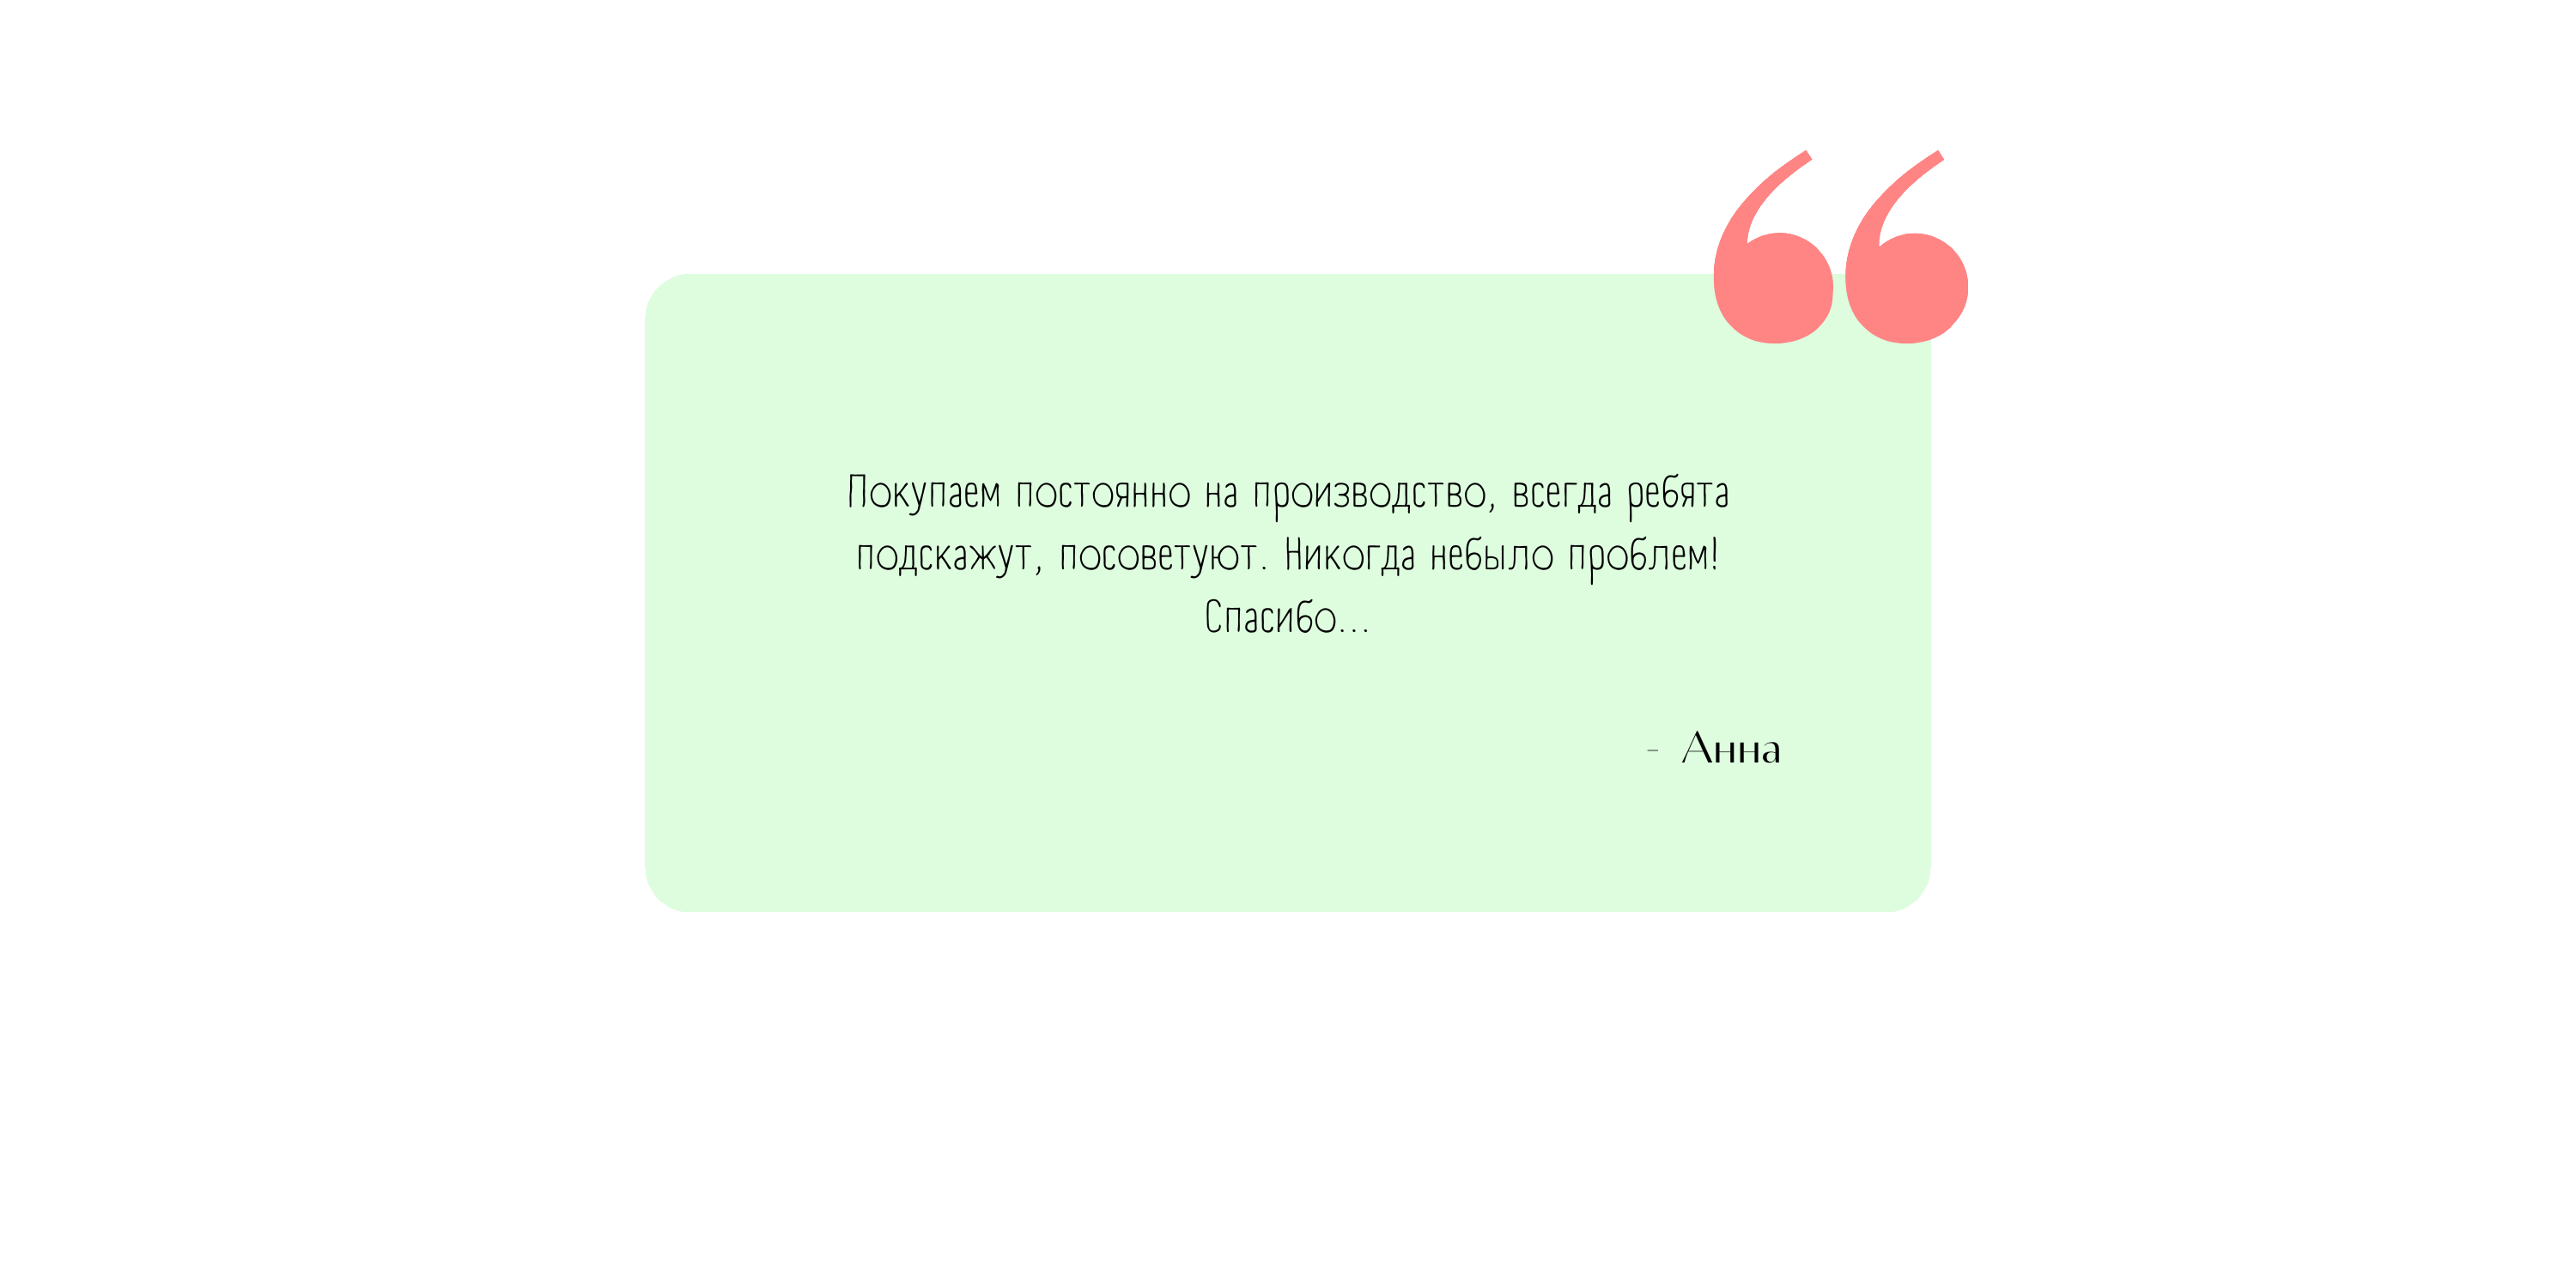 Покупаем постоянно на производство, всегда ребята
подскажут, посоветуют. Никогда небыло проблем!
Спасибо...
- Анна